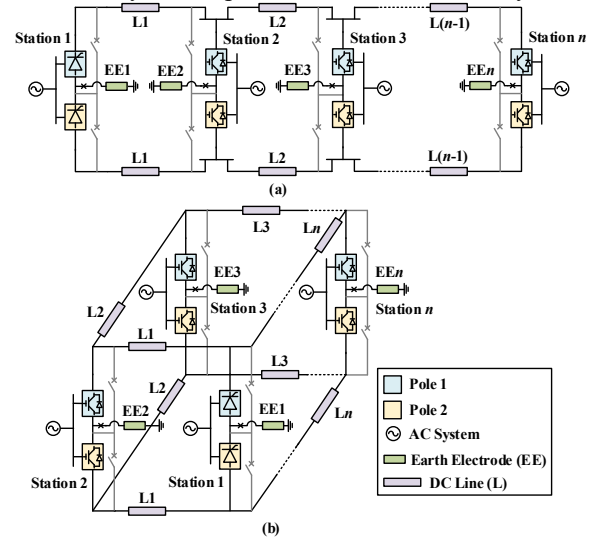 L1
L2
L(n-1)
Station 1
Station 2
Station 3
Station n
EE1
EE2
EE3
EEn
L1
L2
L(n-1)
(a)
L3
Ln
EE3
EEn
Station 3
Station n
L2
L1
L2
L3
Ln
EE2
EE1
Station 2
Station 1
L1
Pole 1
Pole 2
AC System
Earth Electrode (EE)
DC Line (L)
(b)